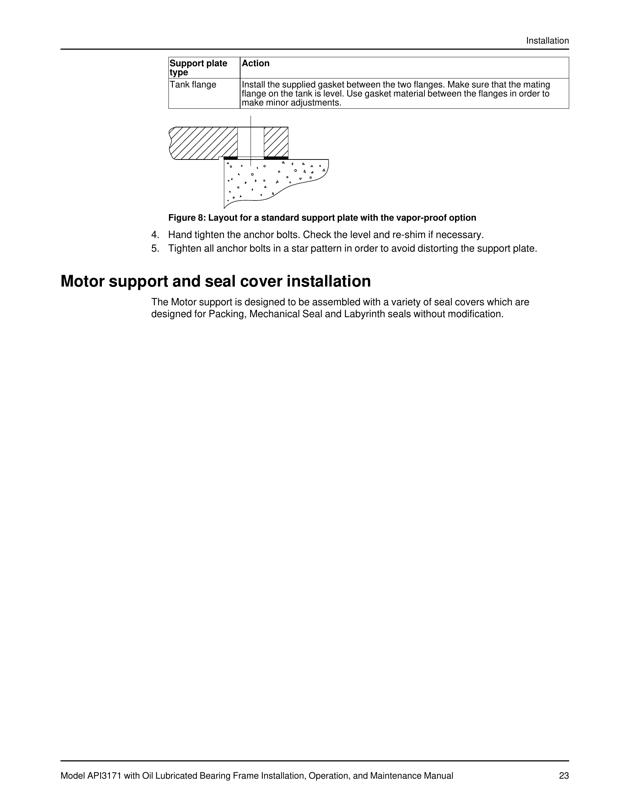 Installation
Support plate type
Action
Tank flange
Install the supplied gasket between the two flanges. Make sure that the mating
flange on the tank is level. Use gasket material between the flanges in order to
make minor adjustments.
Figure 8: Layout for a standard support plate with the vapor-proof option
4. Hand tighten the anchor bolts. Check the level and re-shim if necessary.
5. Tighten all anchor bolts in a star pattern in order to avoid distorting the support plate.
Motor support and seal cover installation
The Motor support is designed to be assembled with a variety of seal covers which are
designed for Packing, Mechanical Seal and Labyrinth seals without modification.
Model API3171 with Oil Lubricated Bearing Frame Installation, Operation, and Maintenance Manual
23